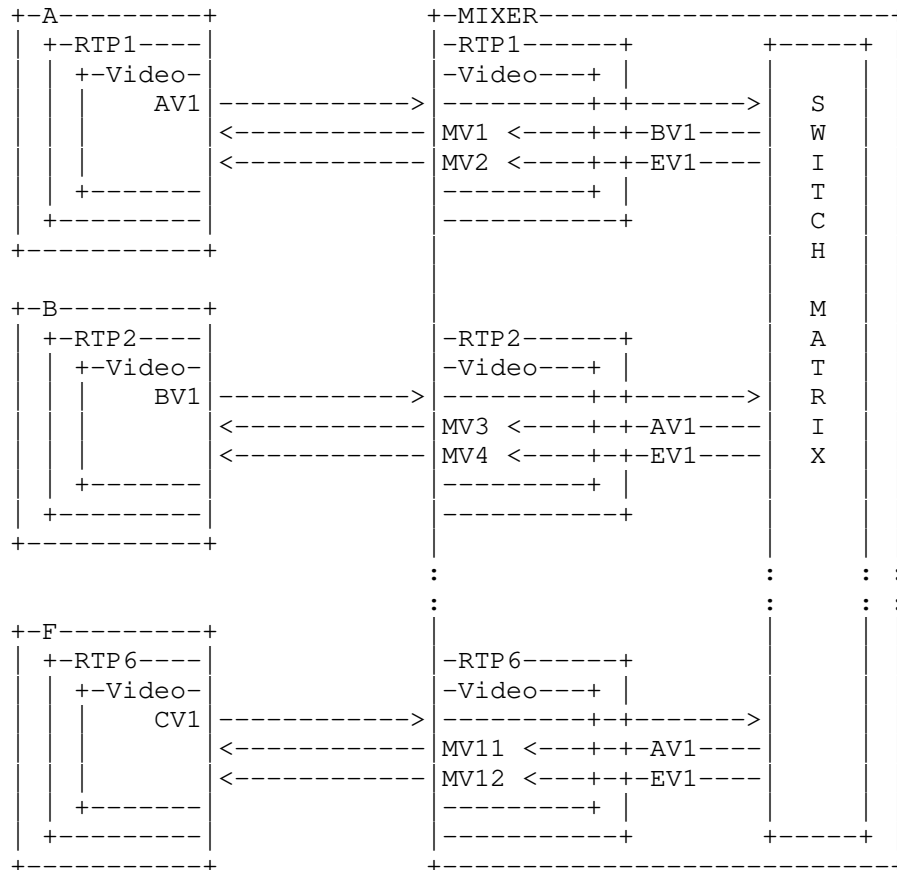 +-A---------+ +-MIXER----------------------
| +-RTP1----| |-RTP1------+ +-----+ |
| | +-Video-| |-Video---+ | | | |
| | | AV1|------------>|---------+-+------->| S | |
| | | |<------------|MV1 <----+-+-BV1----| W | |
| | | |<------------|MV2 <----+-+-EV1----| I | |
| | +-------| |---------+ | | T | |
| +---------| |-----------+ | C | |
+-----------+ | | H | |
| | | |
+-B---------+ | | M | |
| +-RTP2----| |-RTP2------+ | A | |
| | +-Video-| |-Video---+ | | T | |
| | | BV1|------------>|---------+-+------->| R | |
| | | |<------------|MV3 <----+-+-AV1----| I | |
| | | |<------------|MV4 <----+-+-EV1----| X | |
| | +-------| |---------+ | | | |
| +---------| |-----------+ | | |
+-----------+ | | | |
: : : :
: : : :
+-F---------+ | | | |
| +-RTP6----| |-RTP6------+ | | |
| | +-Video-| |-Video---+ | | | |
| | | CV1|------------>|---------+-+------->| | |
| | | |<------------|MV11 <---+-+-AV1----| | |
| | | |<------------|MV12 <---+-+-EV1----| | |
| | +-------| |---------+ | | | |
| +---------| |-----------+ +-----+ |
+-----------+ +----------------------------